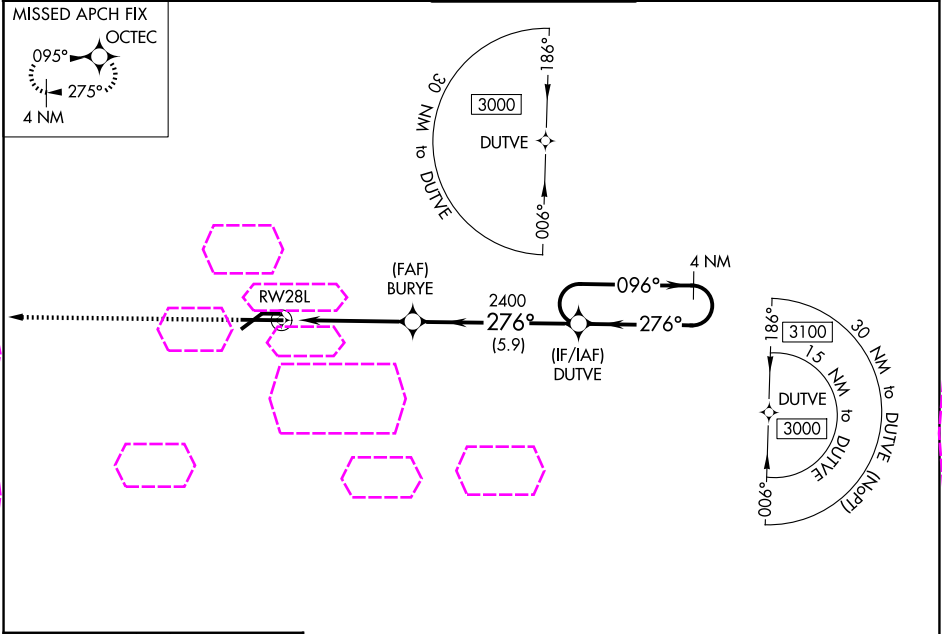 MISSED APCH FIX
OCTEC
095°
275°
4 NM
30 NM to DUTVE
186°
3000
DUTVE
006°
(FAF)
BURYE
RW28L
2400
276°
(5.9)
(IF/IAF)
DUTVE
096°
4 NM
276°
186°
3100
30 NM to DUTVE (NoPT)
15 NM to DUTVE
DUTVE
3000
006°